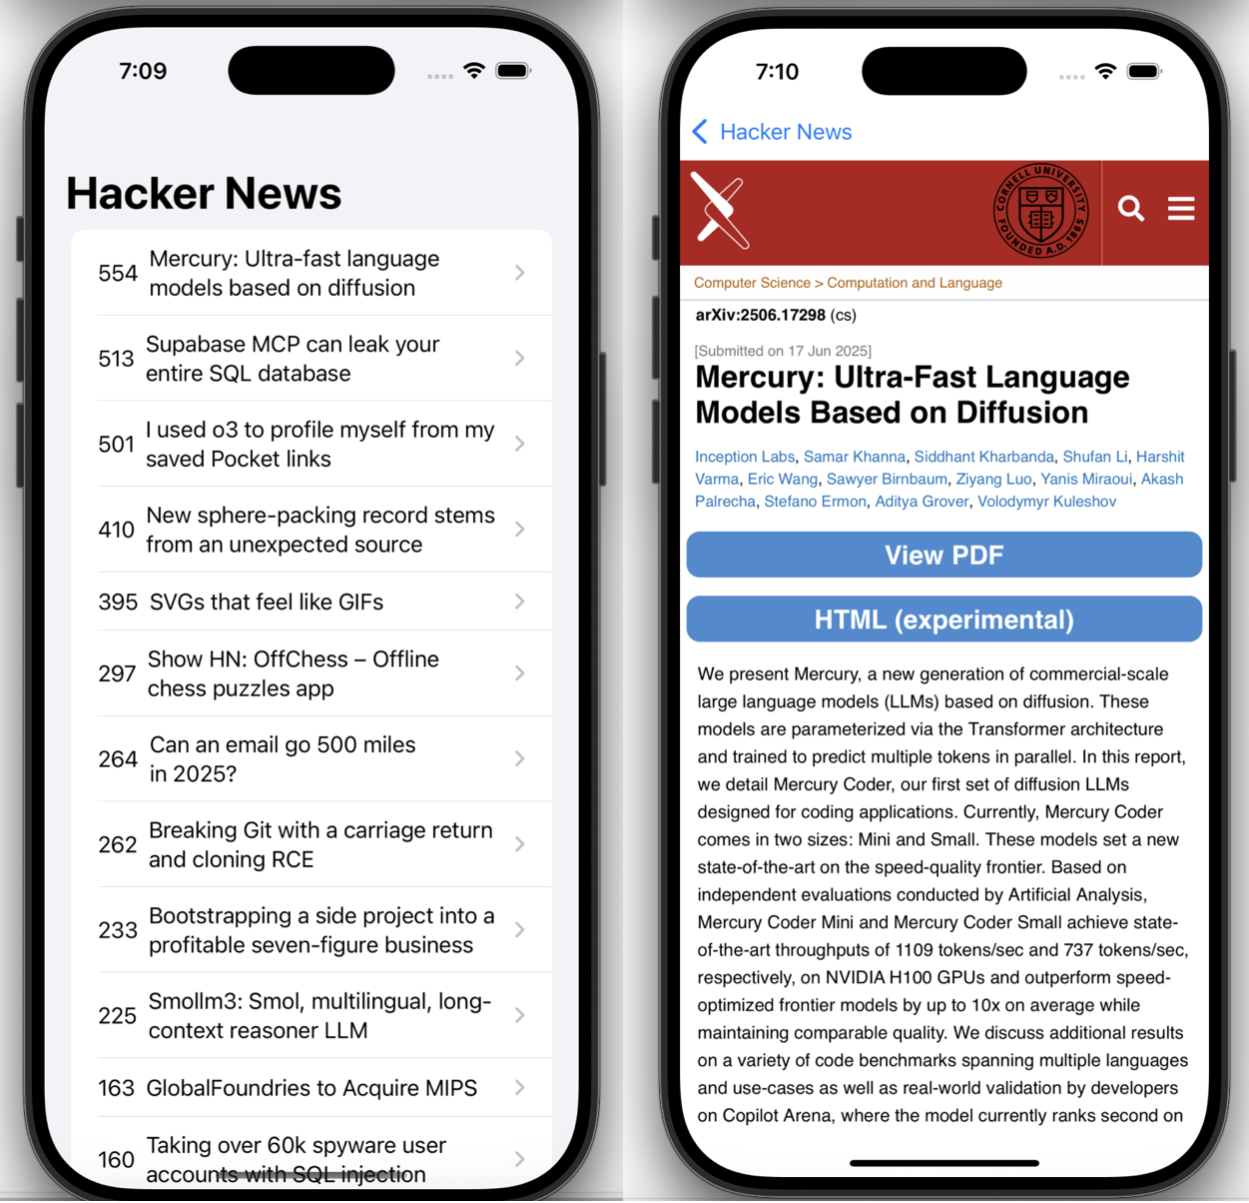 7:09
Hacker News
554
Mercury: Ultra-fast language
models based on diffusion
513
Supabase MCP can leak your
entire SQL database
501
I used o3 to profile myself from my
saved Pocket links
410
New sphere-packing record stems
from an unexpected source
395
SVGs that feel like GIFs
297
Show HN: OffChess – Offline
chess puzzles app
264
Can an email go 500 miles
in 2025?
262
Breaking Git with a carriage return
and cloning RCE
233
Bootstrapping a side project into a
profitable seven-figure business
225
Smollm3: Smol, multilingual, long-
context reasoner LLM
163
GlobalFoundries to Acquire MIPS
160
Taking over 60k spyware user
accounts with SQL injection
7:10
Hacker News
CORNELL UNIVERSITY
FOUNDED A.D. 1865
Computer Science > Computation and Language
arXiv:2506.17298 (cs)
[Submitted on 17 Jun 2025]
Mercury: Ultra-Fast Language
Models Based on Diffusion
Inception Labs, Samar Khanna, Siddhant Kharbanda, Shufan Li, Harshit
Varma, Eric Wang, Sawyer Birnbaum, Ziyang Luo, Yanis Miraoui, Akash
Palrecha, Stefano Ermon, Aditya Grover, Volodymyr Kuleshov
View PDF
HTML (experimental)
We present Mercury, a new generation of commercial-scale
large language models (LLMs) based on diffusion. These
models are parameterized via the Transformer architecture
and trained to predict multiple tokens in parallel. In this report,
we detail Mercury Coder, our first set of diffusion LLMs
designed for coding applications. Currently, Mercury Coder
comes in two sizes: Mini and Small. These models set a new
state-of-the-art on the speed-quality frontier. Based on
independent evaluations conducted by Artificial Analysis,
Mercury Coder Mini and Mercury Coder Small achieve state-
of-the-art throughputs of 1109 tokens/sec and 737 tokens/sec,
respectively, on NVIDIA H100 GPUs and outperform speed-
optimized frontier models by up to 10x on average while
maintaining comparable quality. We discuss additional results
on a variety of code benchmarks spanning multiple languages
and use-cases as well as real-world validation by developers
on Copilot Arena, where the model currently ranks second on